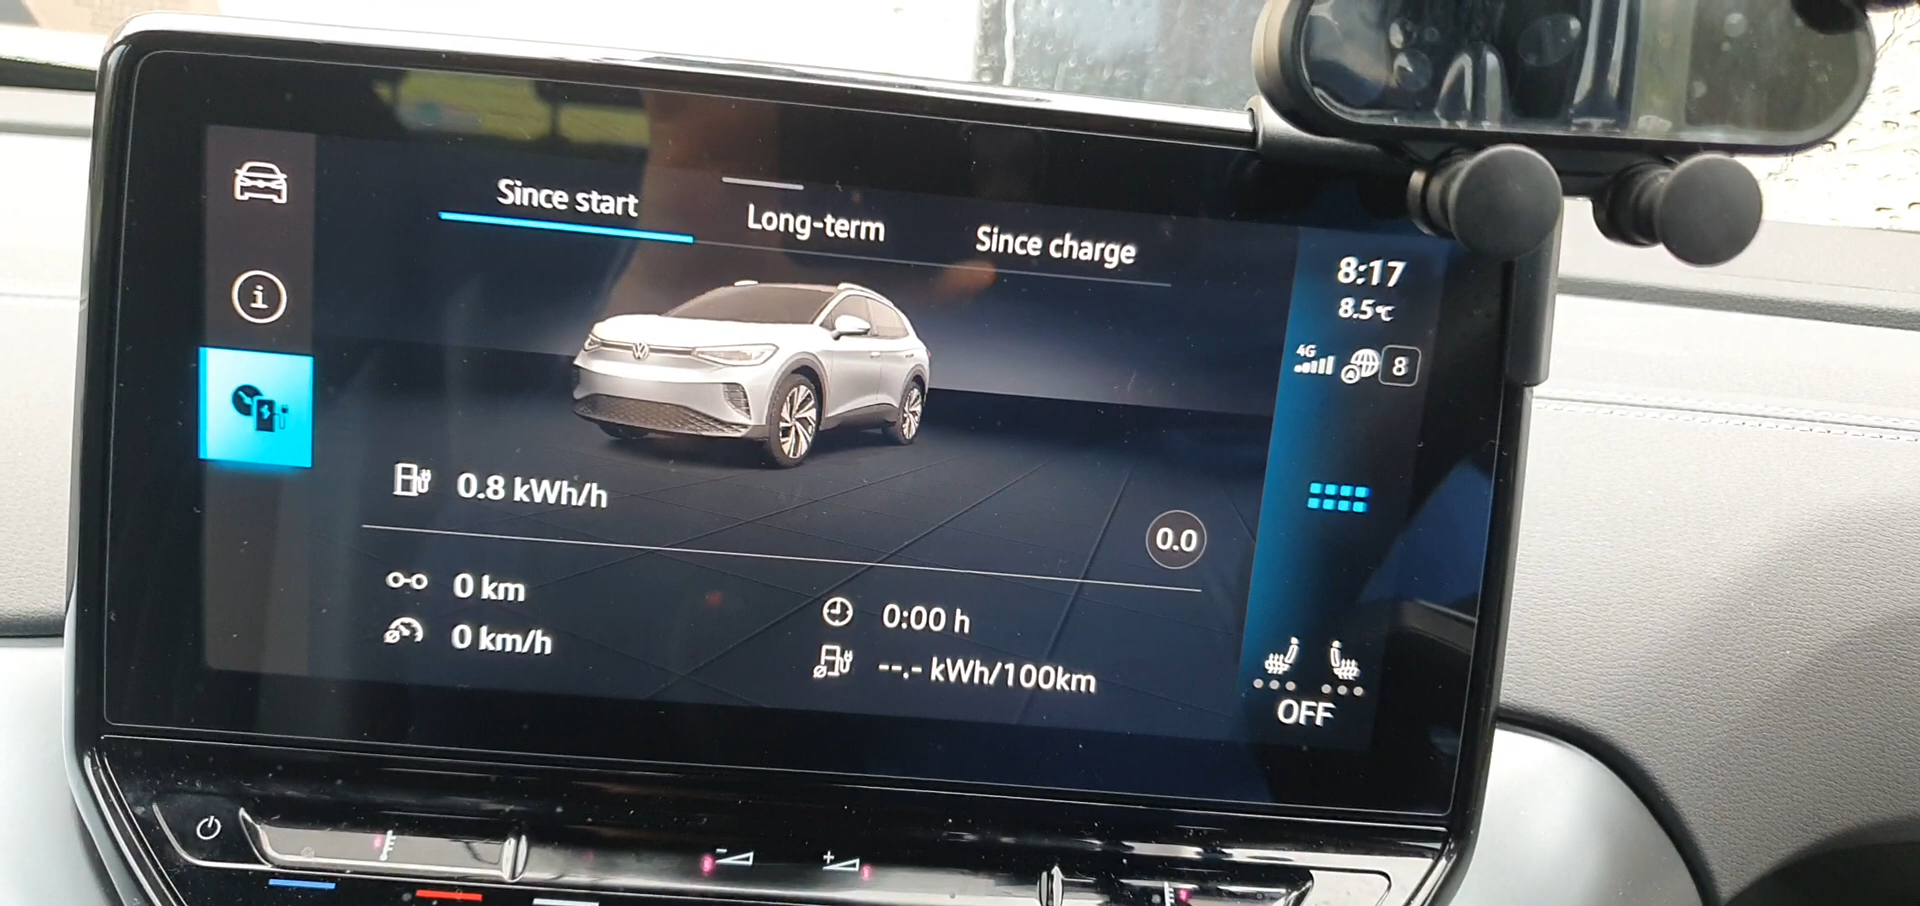 Since start
Long-term
Since charge
8:17
8.5℃
4G
8
0.8 kWh/h
0.0
0 km
0:00 h
0 km/h
--.- kWh/100km
OFF